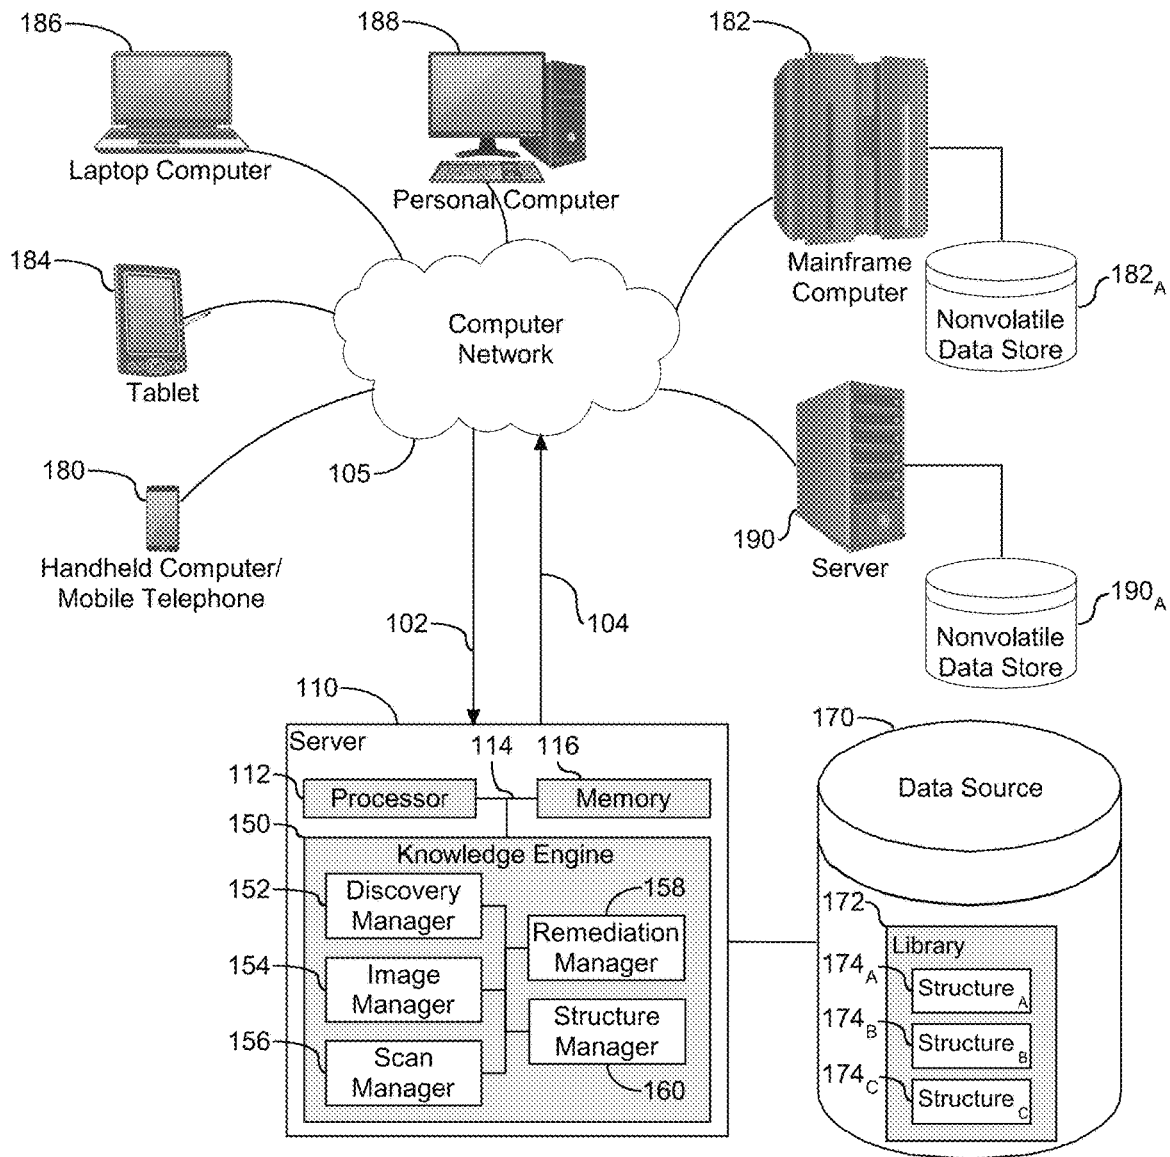 186
188
182
Laptop Computer
Personal Computer
184
Mainframe
Computer
182A
Nonvolatile
Data Store
Computer
Network
Tablet
105
180
190
Server
Handheld Computer/
Mobile Telephone
190A
Nonvolatile
Data Store
102
104
110
170
Server
114
116
112
Processor
Memory
Data Source
150
Knowledge Engine
152
Discovery
Manager
158
Remediation
Manager
172
Library
154
Image
Manager
174A
StructureA
174B
StructureB
156
Scan
Manager
Structure
Manager
160
174C
StructureC